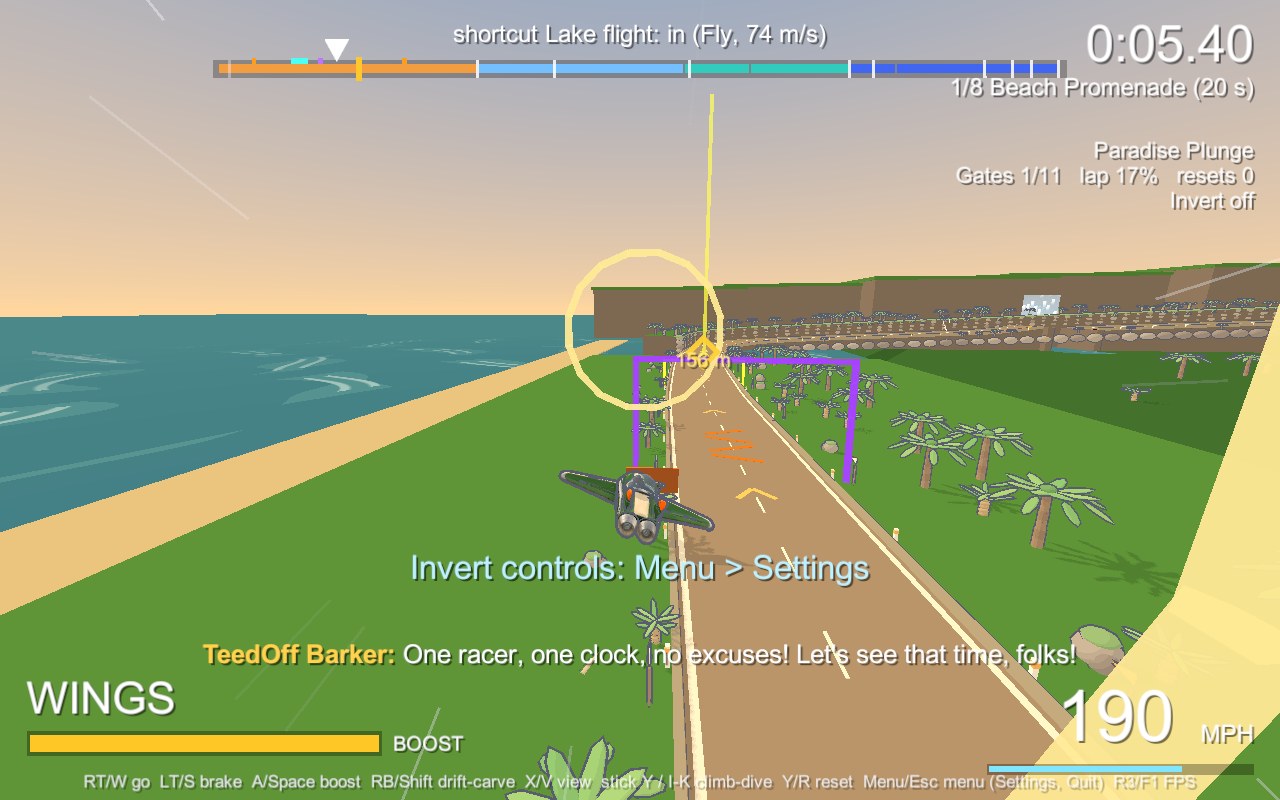 shortcut Lake flight: in (Fly, 74 m/s)
0:05.40
1/8 Beach Promenade (20 s)
Paradise Plunge
Gates 1/11 lap 17% resets 0
Invert off
156 m
Invert controls: Menu > Settings
TeedOff Barker: One racer, one clock, no excuses! Let's see that time, folks!
WINGS
BOOST
190 MPH
RT/W go LT/S brake A/Space boost RB/Shift drift-carve X/V view stick Y / I-K climb-dive Y/R reset Menu/Esc menu (Settings, Quit) R3/F1 FPS